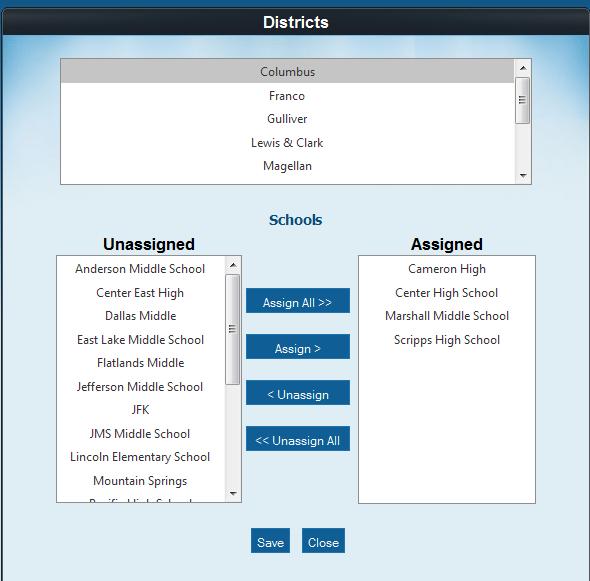 Districts
Columbus
Franco
Gulliver
Lewis & Clark
Magellan
Schools
Unassigned
Anderson Middle School
Center East High
Dallas Middle
East Lake Middle School
Flatlands Middle
Jefferson Middle School
JFK
JMS Middle School
Lincoln Elementary School
Mountain Springs
Assign All >>
Assign >
< Unassign
<< Unassign All
Assigned
Cameron High
Center High School
Marshall Middle School
Scripps High School
Save
Close